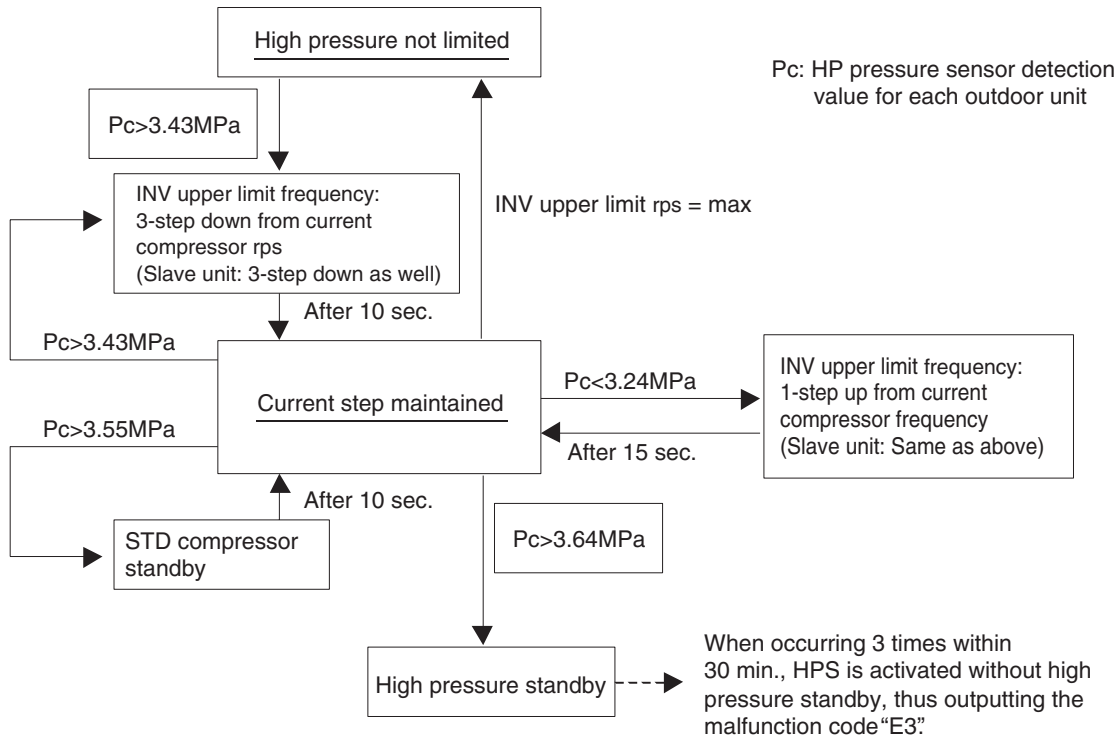 High pressure not limited
Pc: HP pressure sensor detection
value for each outdoor unit
Pc>3.43MPa
INV upper limit frequency:
3-step down from current
compressor rps
(Slave unit: 3-step down as well)
INV upper limit rps = max
After 10 sec.
Pc>3.43MPa
Current step maintained
Pc<3.24MPa
After 15 sec.
INV upper limit frequency:
1-step up from current
compressor frequency
(Slave unit: Same as above)
Pc>3.55MPa
After 10 sec.
STD compressor
standby
Pc>3.64MPa
High pressure standby
When occurring 3 times within
30 min., HPS is activated without high
pressure standby, thus outputting the
malfunction code “E3”.